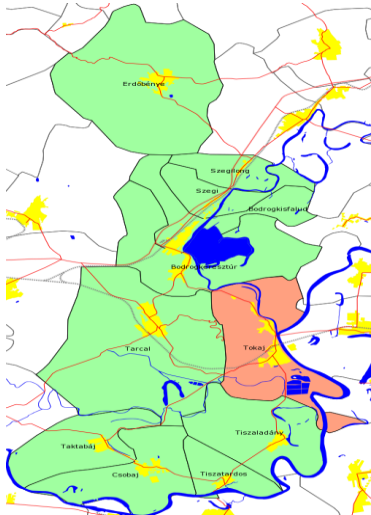 Erdőbénye
Szegilong
Szegi
Bodrogkisfalud
Bodrogkeresztúr
Tarcal
Tokaj
Tiszaladány
Taktabáj
Csobaj
Tiszatardos